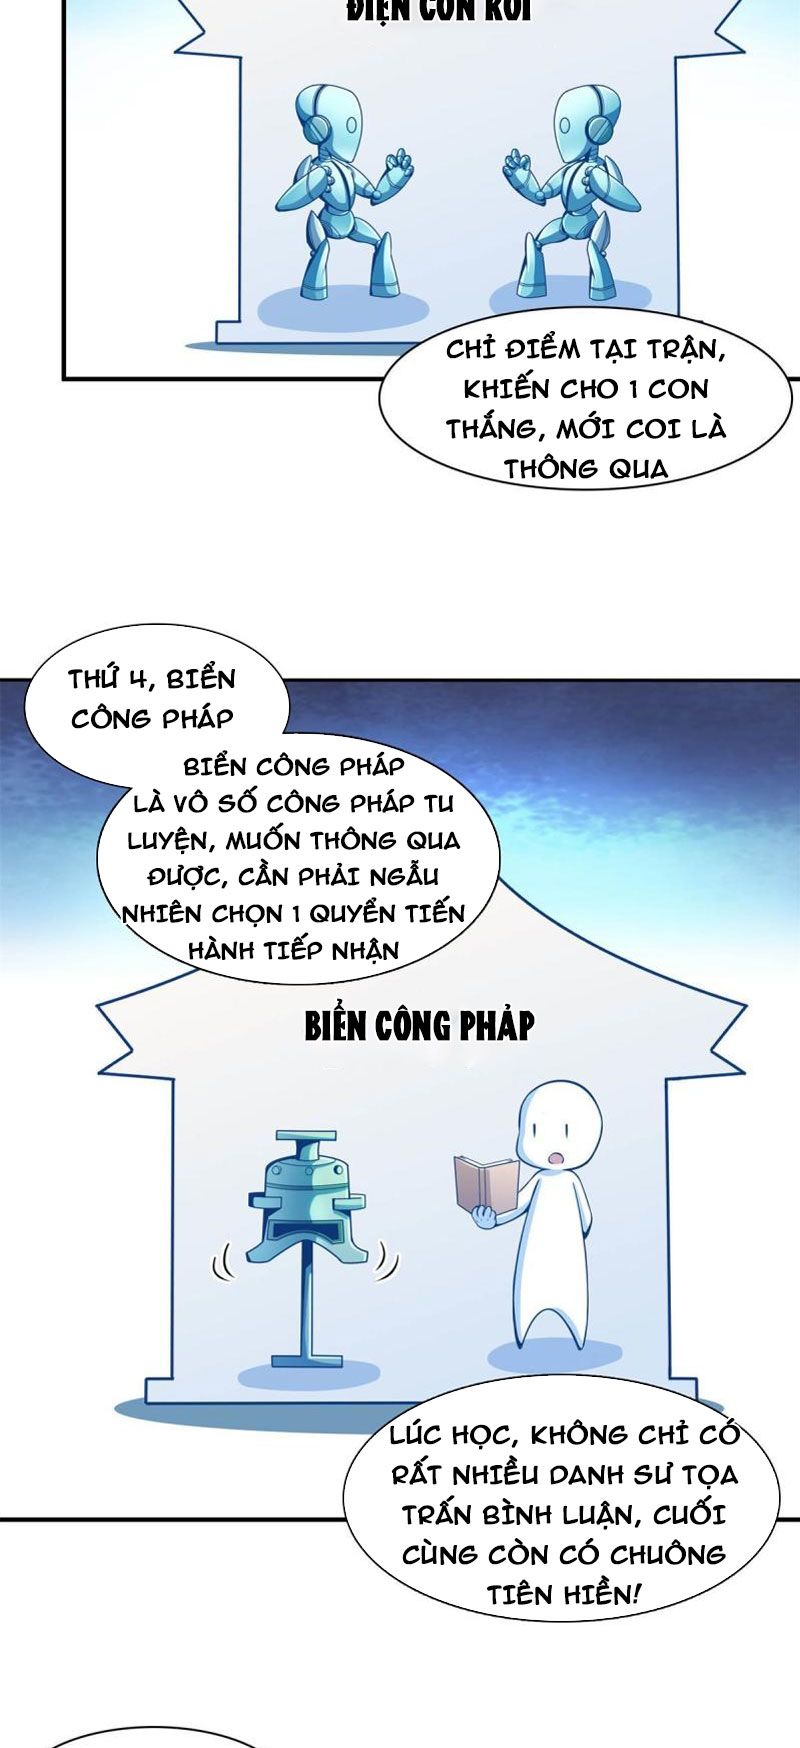 ĐIỆN CON RỐI
CHỈ ĐIỂM TẠI TRẬN,
KHIẾN CHO 1 CON
THẮNG, MỚI COI LÀ
THÔNG QUA
THỨ 4, BIỂN
CÔNG PHÁP
BIỂN CÔNG PHÁP
LÀ VÔ SỐ CÔNG PHÁP TU
LUYỆN, MUỐN THÔNG QUA
ĐƯỢC, CẦN PHẢI NGẪU
NHIÊN CHỌN 1 QUYỂN TIẾN
HÀNH TIẾP NHẬN
BIỂN CÔNG PHÁP
LÚC HỌC, KHÔNG CHỈ CÓ
RẤT NHIỀU DANH SƯ TỌA
TRẤN BÌNH LUẬN, CUỐI
CÙNG CÒN CÓ CHUÔNG
TIÊN HIỀN!